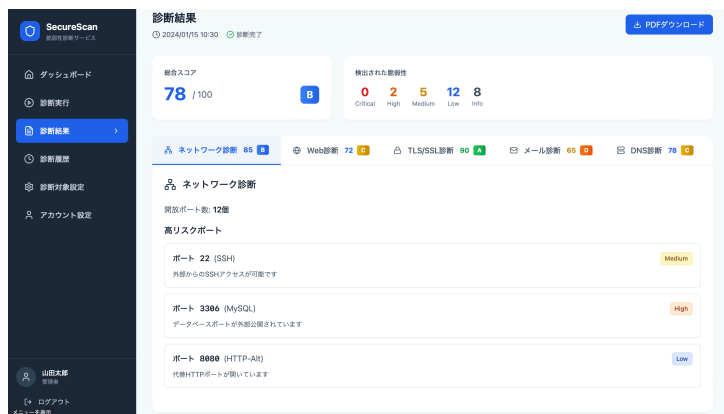 SecureScan
脆弱性診断サービス
ダッシュボード
診断実行
診断結果
診断履歴
診断対象設定
アカウント設定
山田太郎
管理者
ログアウト
メニューを表示
診断結果
2024/01/15 10:30 診断完了
PDFダウンロード
総合スコア
78 /100
B
検出された脆弱性
0 2 5 12 8
Critical High Medium Low Info
ネットワーク診断 85 B Web診断 72 C TLS/SSL診断 90 A メール診断 65 D DNS診断 78 C
ネットワーク診断
開放ポート数: 12個
高リスクポート
ポート 22 (SSH) Medium
外部からのSSHアクセスが可能です
ポート 3306 (MySQL) High
データベースポートが外部公開されています
ポート 8080 (HTTP-Alt) Low
代替HTTPポートが開いています